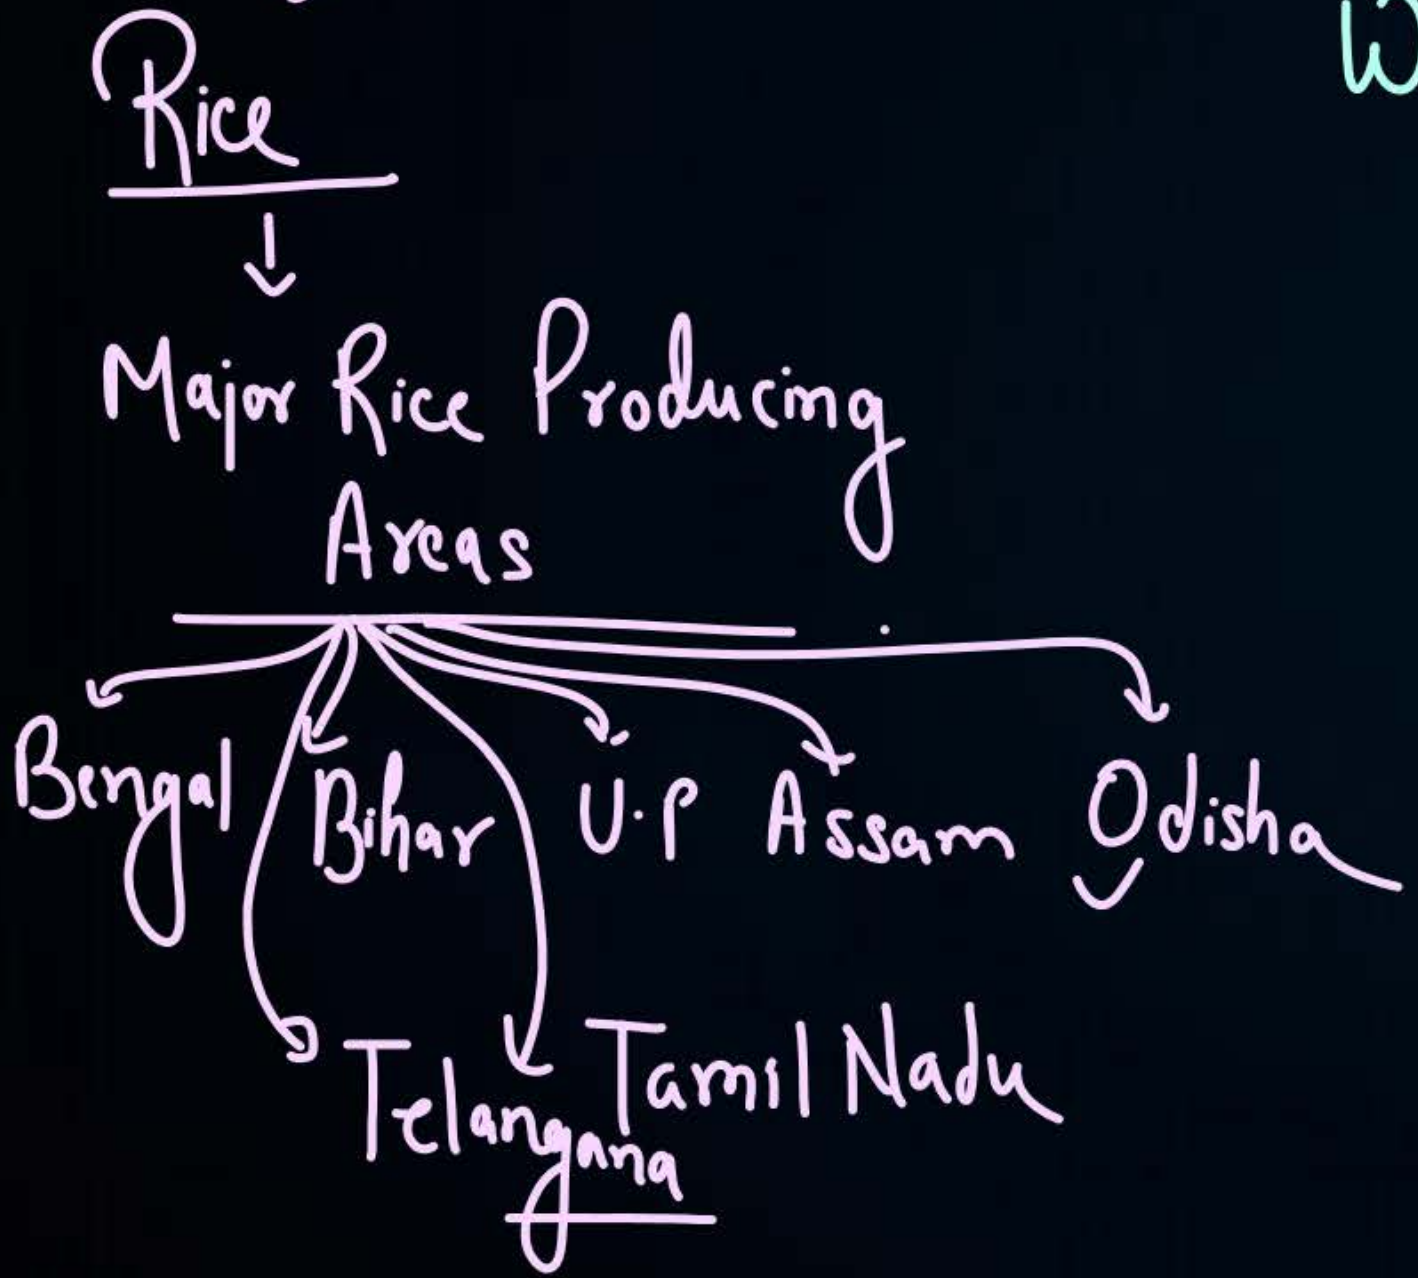 Rice
Major Rice Producing
Areas
Bengal Bihar U.P Assam Odisha
Telangana Tamil Nadu